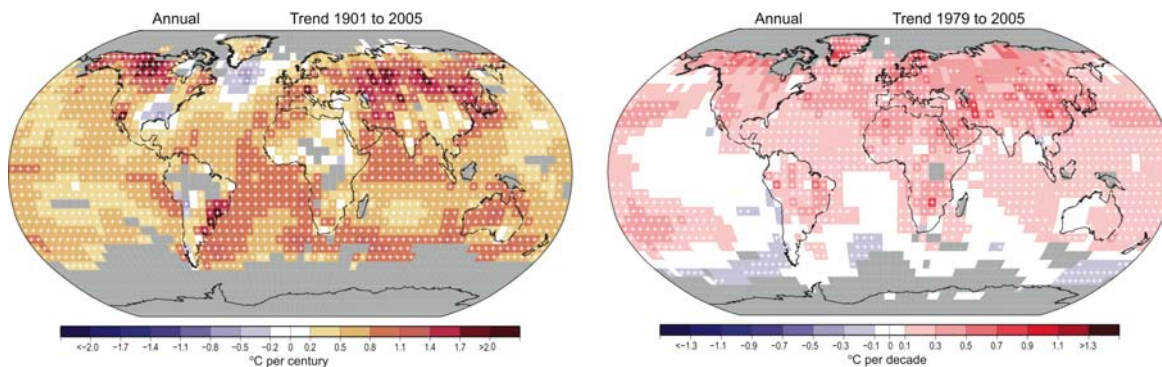 Annual Trend 1901 to 2005
<-2.0 -1.7 -1.4 -1.1 -0.8 -0.5 -0.2 0 0.2 0.5 0.8 1.1 1.4 1.7 >2.0
°C per century
Annual Trend 1979 to 2005
<-1.3 -1.1 -0.9 -0.7 -0.5 -0.3 -0.1 0 0.1 0.3 0.5 0.7 0.9 1.1 >1.3
°C per decade